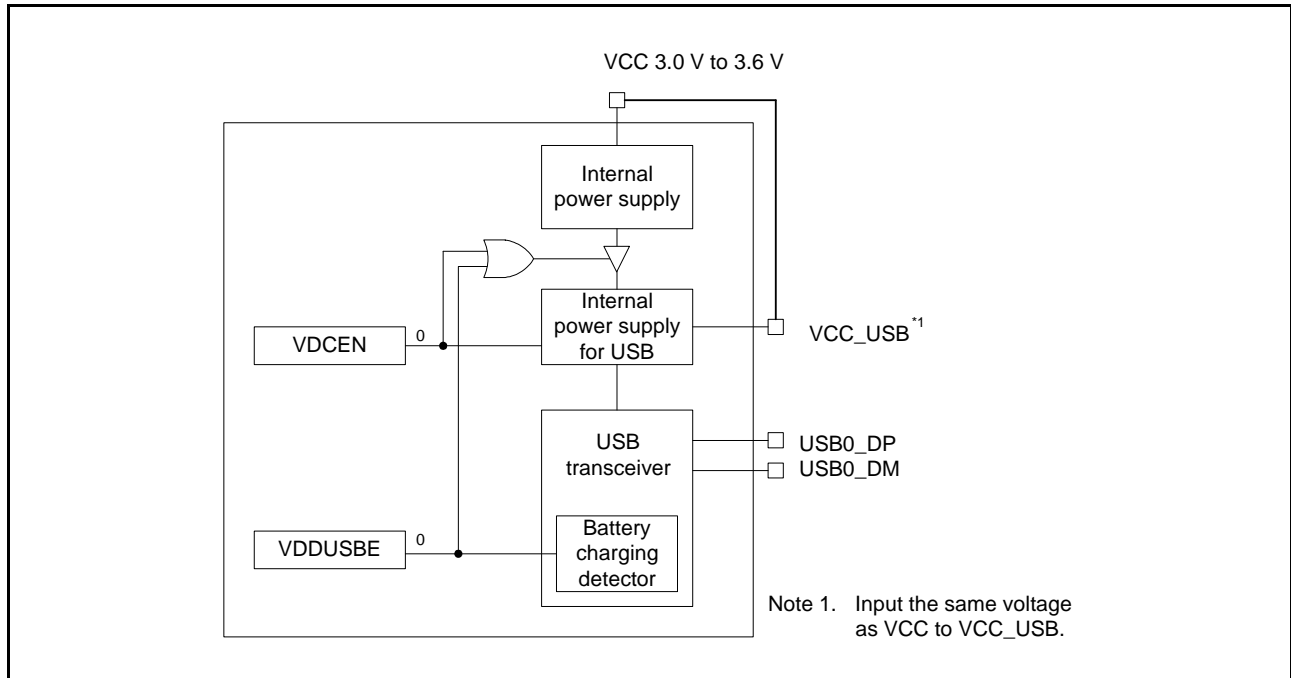 VCC 3.0 V to 3.6 V
Internal
power supply
Internal
power supply
for USB
VDCEN
0
VCC_USB*1
USB
transceiver
USB0_DP
USB0_DM
Battery
charging
detector
VDDUSBE
0
Note 1. Input the same voltage
as VCC to VCC_USB.